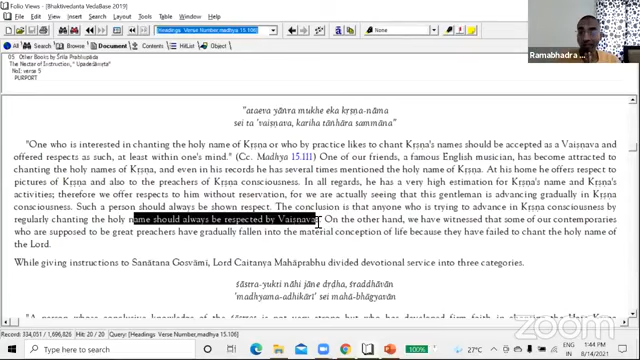 Folio Views - [Bhaktivedanta VedaBase 2019]
File Edit View Search Layout Tools Window Help
[Headings Verse Number,madhya 15.106]
All Browse Search Document Contents Hit-List Object
05 Other Books by Śrīla Prabhupāda
The Nectar of Instruction, "Upadeśāmṛta"
NoI: verse 5
PURPORT
Ramabhadra
"ataeva yāṅra mukhe eka kṛṣṇa-nāma
sei ta 'vaiṣṇava, kariha tāṅhāra sammāna"
"One who is interested in chanting the holy name of Kṛṣṇa or who by practice likes to chant Kṛṣṇa's names should be accepted as a Vaiṣṇava and
offered respects as such, at least within one's mind." (Cc. Madhya 15.111) One of our friends, a famous English musician, has become attracted to
chanting the holy names of Kṛṣṇa, and even in his records he has several times mentioned the holy name of Kṛṣṇa. At his home he offers respect to
pictures of Kṛṣṇa and also to the preachers of Kṛṣṇa consciousness. In all regards, he has a very high estimation for Kṛṣṇa's name and Kṛṣṇa's
activities; therefore we offer respects to him without reservation, for we are actually seeing that this gentleman is advancing gradually in Kṛṣṇa
consciousness. Such a person should always be shown respect. The conclusion is that anyone who is trying to advance in Kṛṣṇa consciousness by
regularly chanting the holy name should always be respected by Vaiṣṇavas. On the other hand, we have witnessed that some of our contemporaries
who are supposed to be great preachers have gradually fallen into the material conception of life because they have failed to chant the holy name of
the Lord.
While giving instructions to Sanātana Gosvāmī, Lord Caitanya Mahāprabhu divided devotional service into three categories.
śāstra-yukti nāhi jāne dṛḍha, śraddhāvān
'madhyama-adhikārī' sei mahā-bhāgyavān
Record: 334,051 / 1,696,826 Hit: 20 / 20 Query: [Headings Verse Number,madhya 15.106]
zoom
Type here to search
100%
27°C
ENG
1:44 PM
8/14/2021